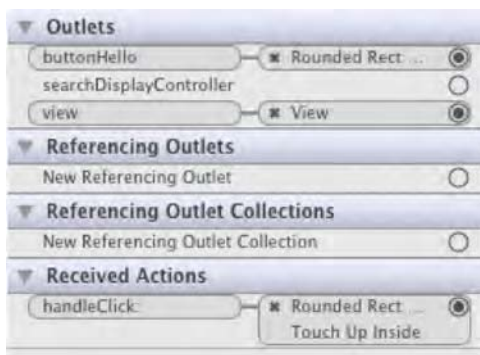 Outlets
buttonHello Rounded Rect ...
searchDisplayController
view View
Referencing Outlets
New Referencing Outlet
Referencing Outlet Collections
New Referencing Outlet Collection
Received Actions
handleClick: Rounded Rect ...
Touch Up Inside